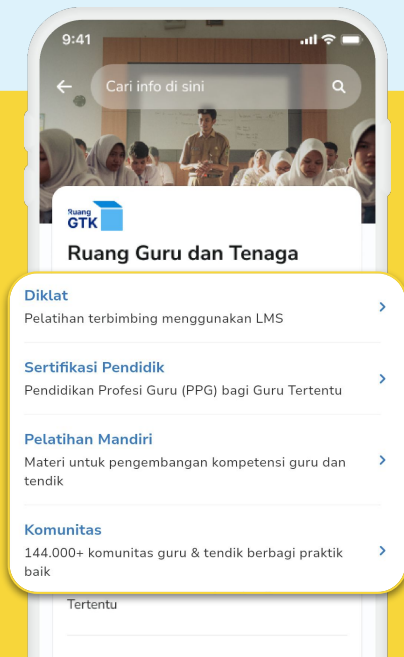 9:41
Cari info di sini
Ruang
GTK
Ruang Guru dan Tenaga
Diklat
Pelatihan terbimbing menggunakan LMS
Sertifikasi Pendidik
Pendidikan Profesi Guru (PPG) bagi Guru Tertentu
Pelatihan Mandiri
Materi untuk pengembangan kompetensi guru dan
tendik
Komunitas
144.000+ komunitas guru & tendik berbagi praktik
baik
Tertentu